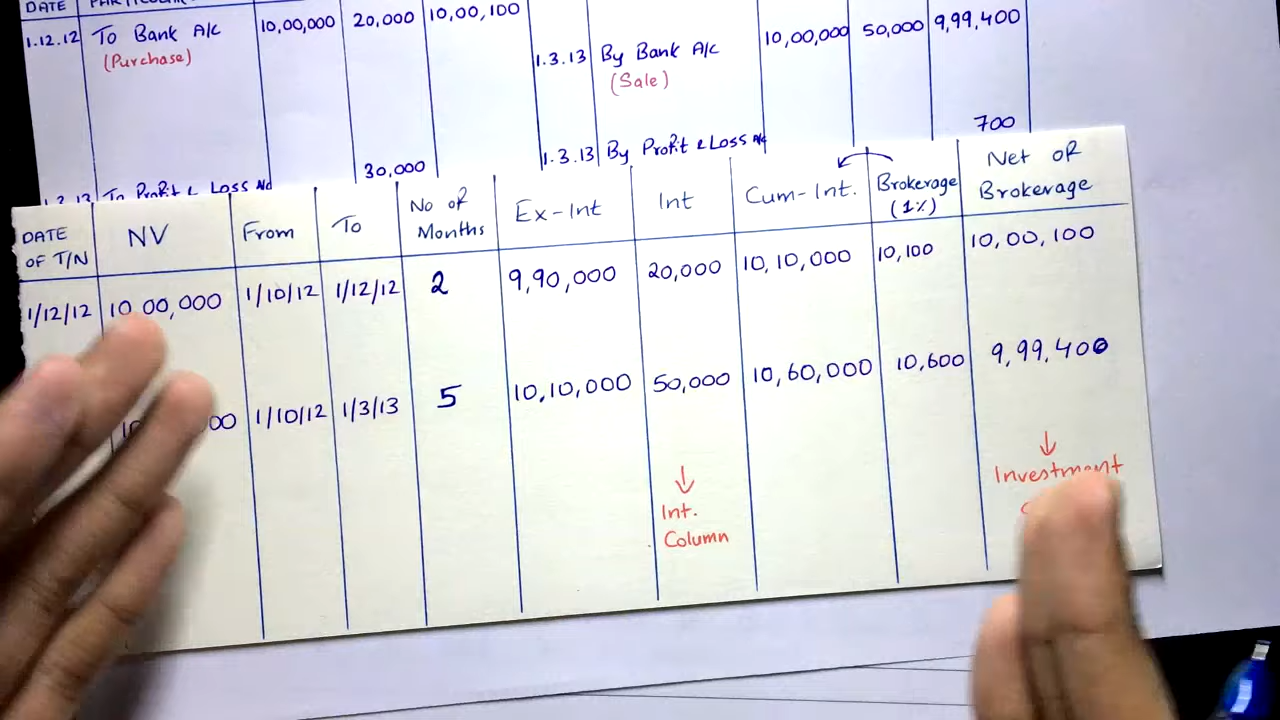 DATE
1.12.12 To Bank A/c 10,00,000 20,000 10,00,100
(Purchase)
1.3.13 By Bank A/c 10,00,000 50,000 9,99,400
(Sale)
700
1.3.13 By Profit & Loss A/c
30,000
To Profit & Loss A/c
DATE OF T/N NV From To No of Months Ex-Int Int Cum-Int. Brokerage (1%) Net of Brokerage
1/12/12 10,00,000 1/10/12 1/12/12 2 9,90,000 20,000 10,10,000 10,100 10,00,100
00 1/10/12 1/3/13 5 10,10,000 50,000 10,60,000 10,600 9,99,400
Int.
Column
Investment